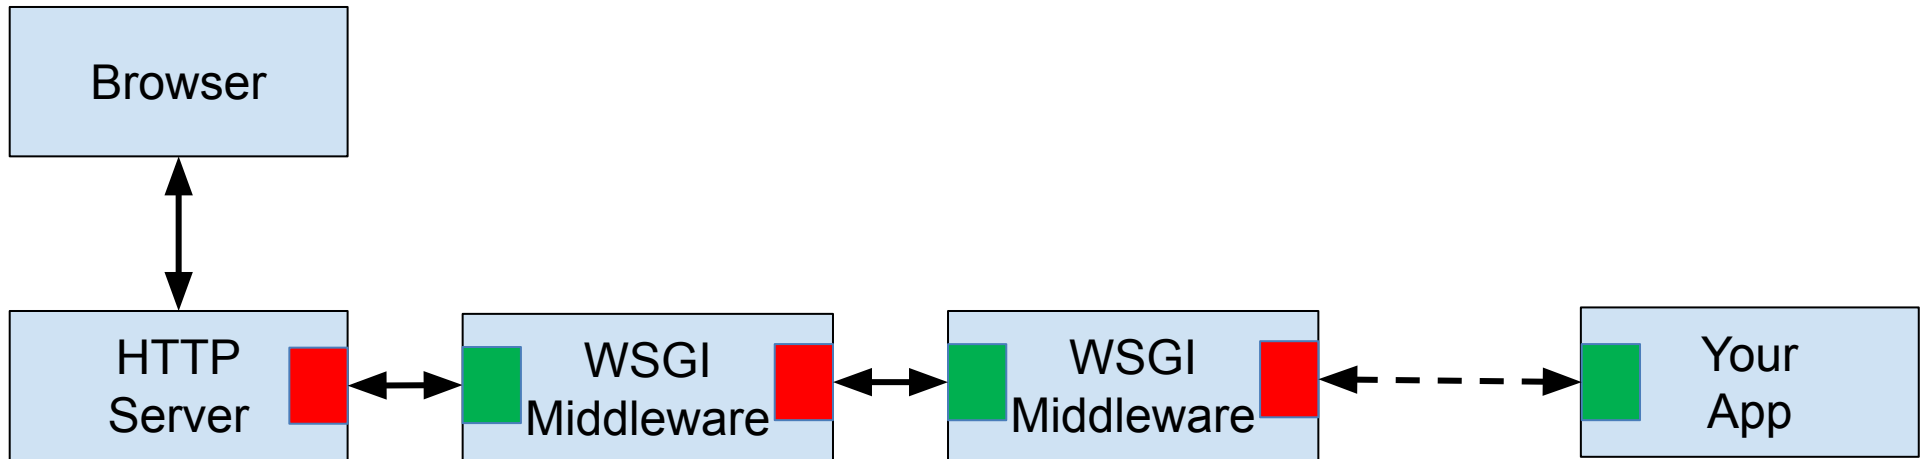 Browser
HTTP
Server
WSGI
Middleware
WSGI
Middleware
Your
App